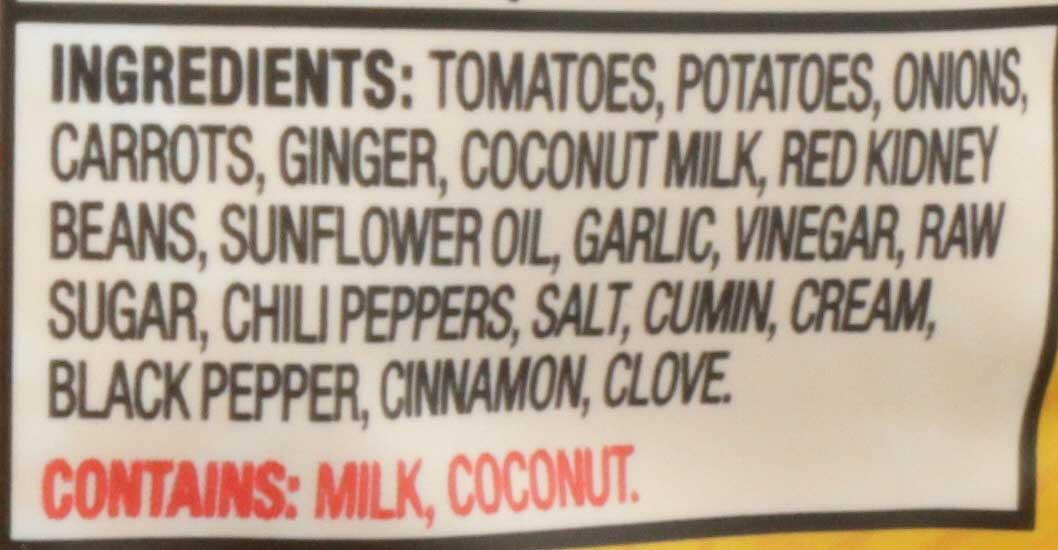 INGREDIENTS: TOMATOES, POTATOES, ONIONS,
CARROTS, GINGER, COCONUT MILK, RED KIDNEY
BEANS, SUNFLOWER OIL, GARLIC, VINEGAR, RAW
SUGAR, CHILI PEPPERS, SALT, CUMIN, CREAM,
BLACK PEPPER, CINNAMON, CLOVE.
CONTAINS: MILK, COCONUT.